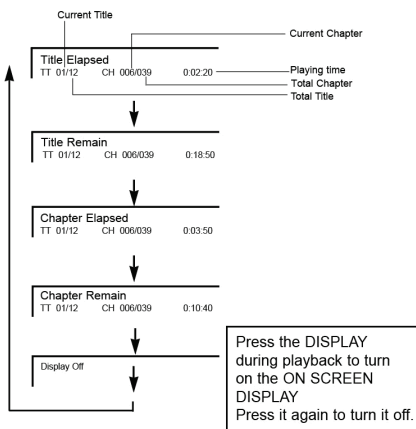 Current Title
Current Chapter
Title Elapsed
TT 01/12 CH 006/039 0:02:20
Playing time
Total Chapter
Total Title
Title Remain
TT 01/12 CH 006/039 0:18:50
Chapter Elapsed
TT 01/12 CH 006/039 0:03:50
Chapter Remain
TT 01/12 CH 006/039 0:10:40
Display Off
Press the DISPLAY
during playback to turn
on the ON SCREEN
DISPLAY
Press it again to turn it off.